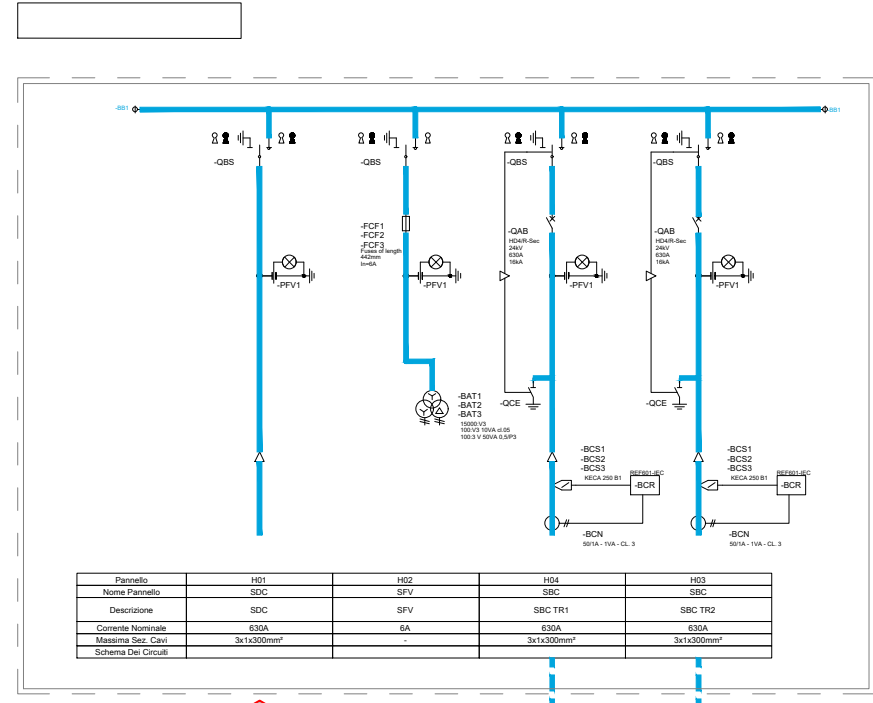 -BB1
-BB1
-QBS
-QBS
-QBS
-QBS
-FCF1
-FCF2
-FCF3
Fuses of length
442mm
In=6A
-QAB
HD4/R-Sec
24kV
630A
16kA
-QAB
HD4/R-Sec
24kV
630A
16kA
-PFV1
-PFV1
-PFV1
-PFV1
-BAT1
-BAT2
-BAT3
15000:V3
100:V3 10VA cl.05
100:3 V 50VA 0,5/P3
-QCE
-QCE
-BCS1
-BCS2
-BCS3
KECA 250 B1
REF601-IEC
-BCR
-BCS1
-BCS2
-BCS3
KECA 250 B1
REF601-IEC
-BCR
-BCN
50/1A - 1VA - CL. 3
-BCN
50/1A - 1VA - CL. 3
Pannello H01 H02 H04 H03
Nome Pannello SDC SFV SBC SBC
Descrizione SDC SFV SBC TR1 SBC TR2
Corrente Nominale 630A 6A 630A 630A
Massima Sez. Cavi 3x1x300mm² - 3x1x300mm² 3x1x300mm²
Schema Dei Circuiti